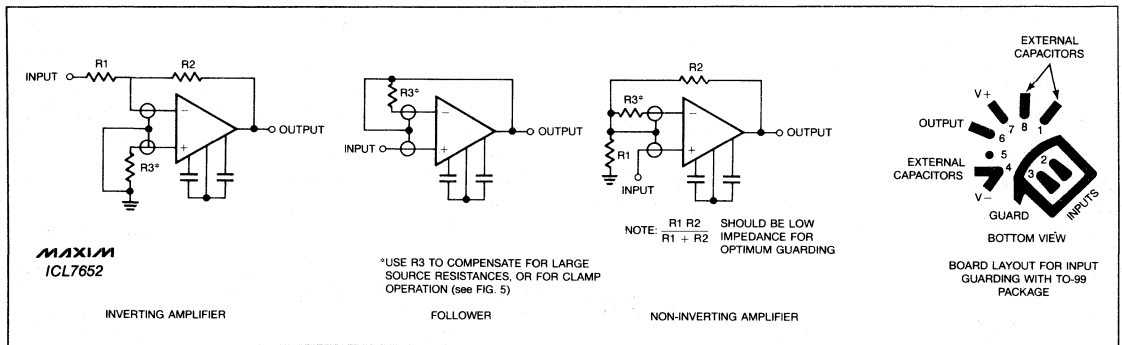 R1
R2
INPUT
−
+
OUTPUT
R3*
MAXIM
ICL7652
INVERTING AMPLIFIER
R3*
−
+
INPUT
OUTPUT
*USE R3 TO COMPENSATE FOR LARGE
SOURCE RESISTANCES, OR FOR CLAMP
OPERATION (see FIG. 5)
FOLLOWER
R2
R3*
−
+
R1
INPUT
OUTPUT
NOTE: R1 R2 / R1 + R2 SHOULD BE LOW
IMPEDANCE FOR
OPTIMUM GUARDING
NON-INVERTING AMPLIFIER
EXTERNAL
CAPACITORS
V+
OUTPUT
7
8
1
6
5
4
2
3
EXTERNAL
CAPACITORS
V−
GUARD
INPUTS
BOTTOM VIEW
BOARD LAYOUT FOR INPUT
GUARDING WITH TO-99
PACKAGE